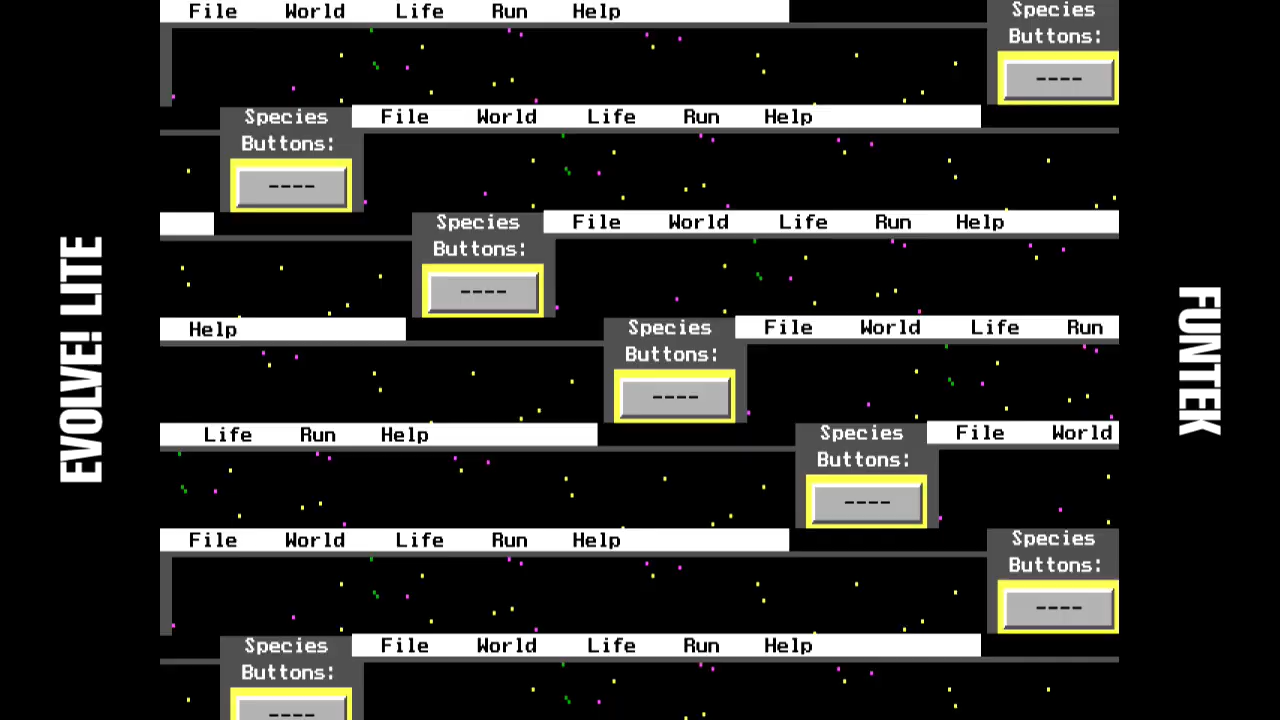 File World Life Run Help Species
Buttons:
----
Species File World Life Run Help
Buttons:
----
Species File World Life Run Help
Buttons:
----
Help Species File World Life Run
Buttons:
----
Life Run Help Species File World
Buttons:
----
File World Life Run Help Species
Buttons:
----
Species File World Life Run Help
Buttons:
----
EVOLVE! LITE
FUNTEK